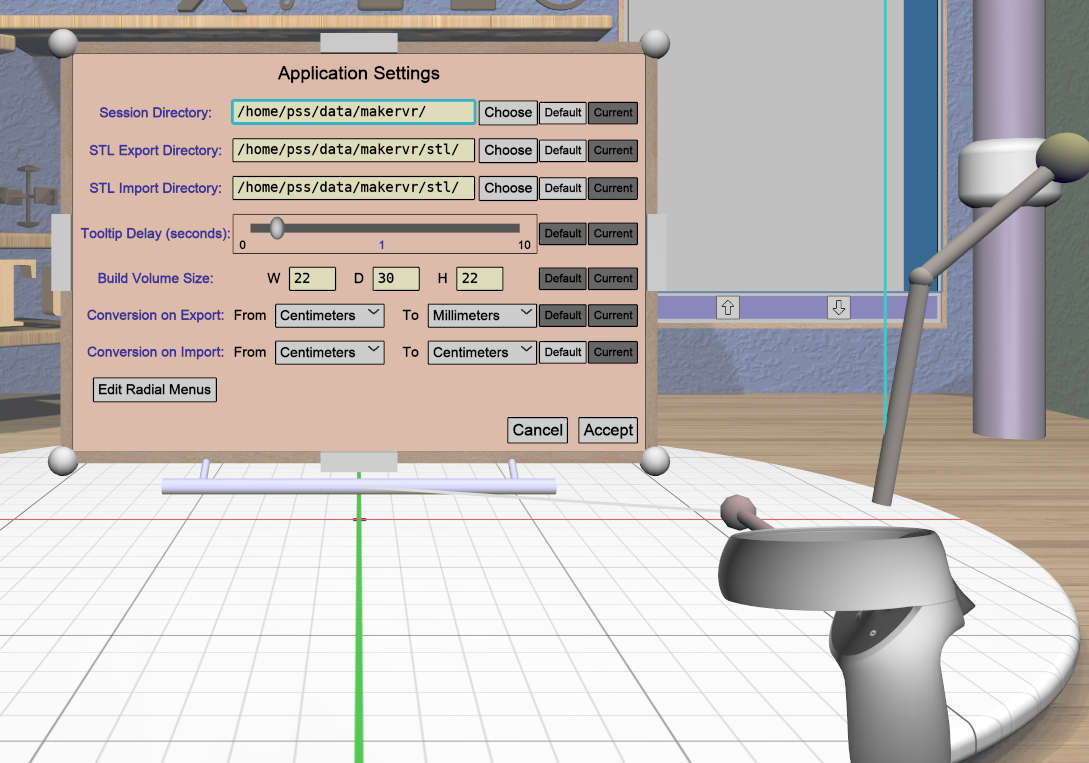 Application Settings
Session Directory: /home/pss/data/makervr/ Choose Default Current
STL Export Directory: /home/pss/data/makervr/stl/ Choose Default Current
STL Import Directory: /home/pss/data/makervr/stl/ Choose Default Current
Tooltip Delay (seconds): 0 1 10 Default Current
Build Volume Size: W 22 D 30 H 22 Default Current
Conversion on Export: From Centimeters To Millimeters Default Current
Conversion on Import: From Centimeters To Centimeters Default Current
Edit Radial Menus
Cancel Accept